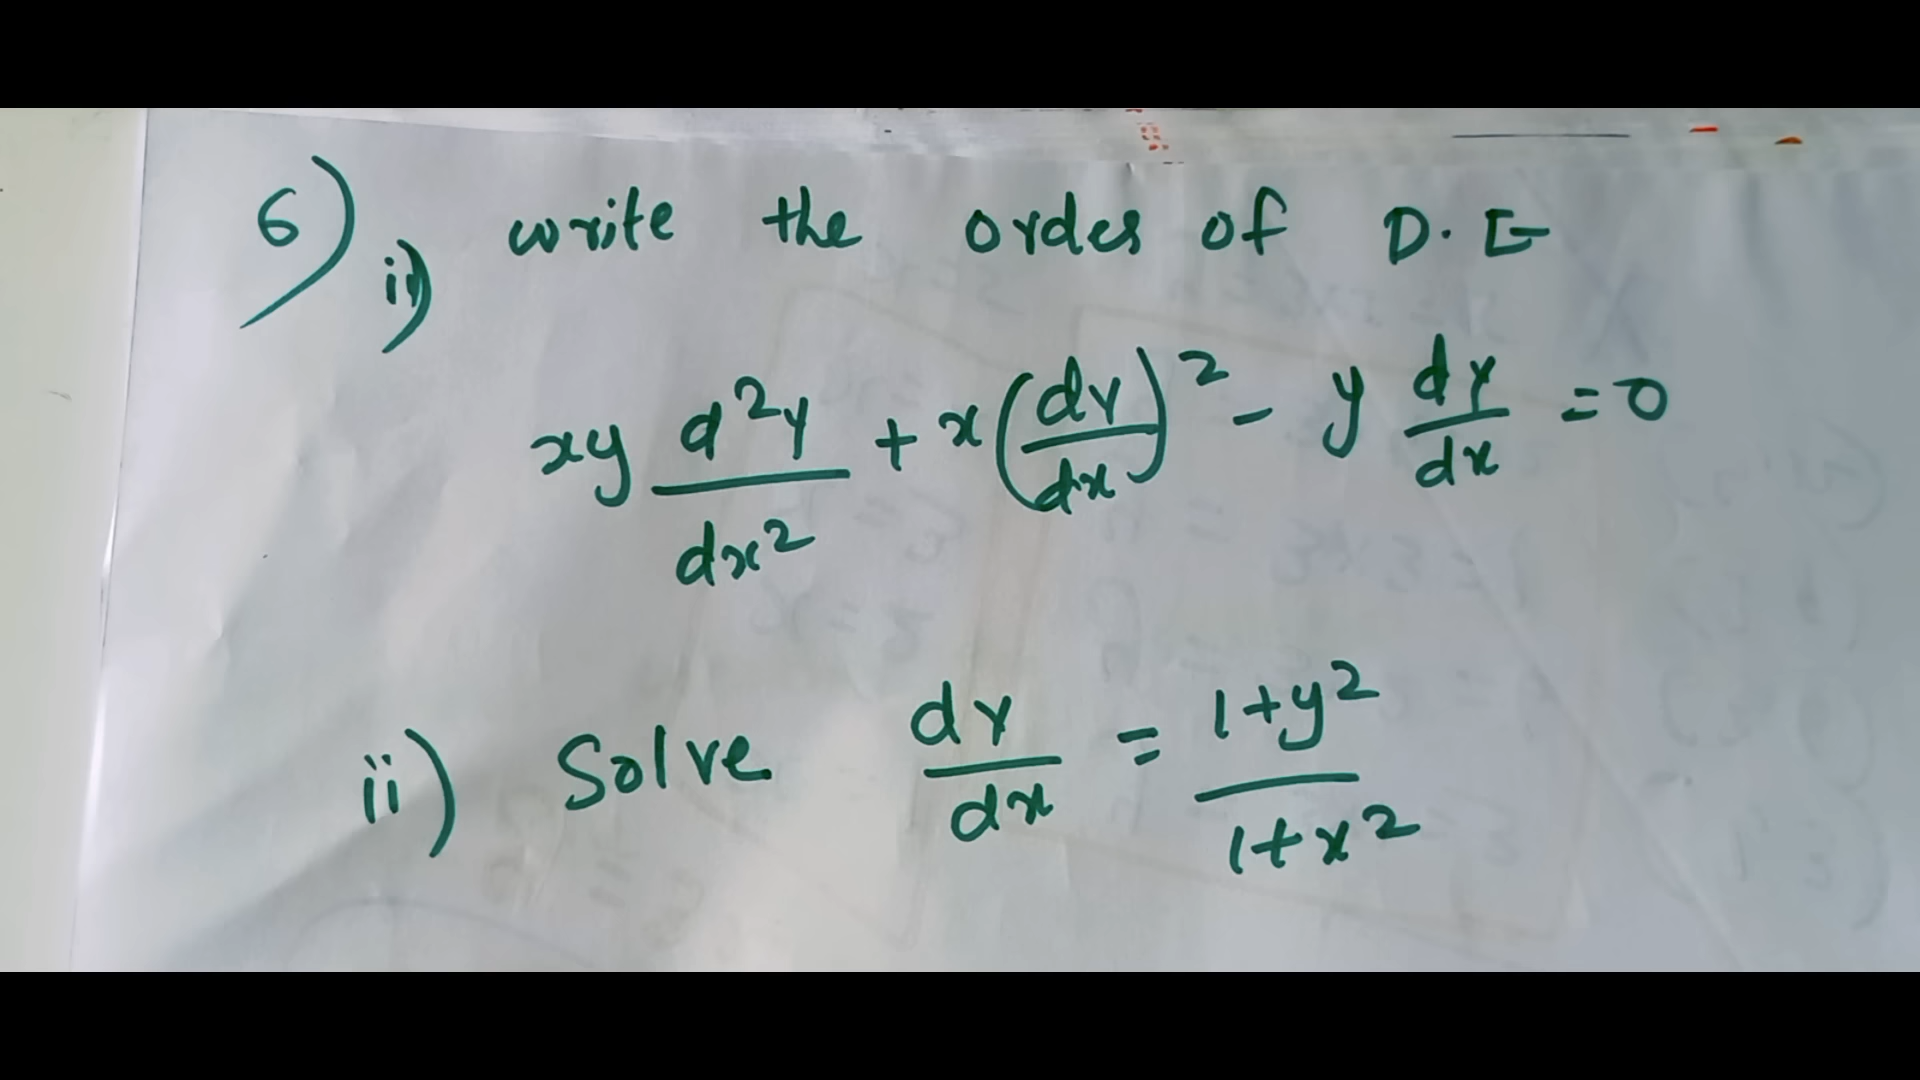 6) i) write the order of D.E
xy d²y/dx² + x(dy/dx)² - y dy/dx = 0
ii) Solve dy/dx = 1+y²/1+x²